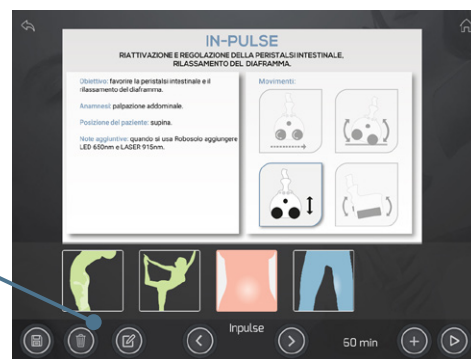 IN-PULSE
RIATTIVAZIONE E REGOLAZIONE DELLA PERISTALSI INTESTINALE,
RILASSAMENTO DEL DIAFRAMMA.
Obiettivo: favorire la peristalsi intestinale e il
rilassamento del diaframma.
Anamnesi: palpazione addominale.
Posizione del paziente: supina.
Note aggiuntive: quando si usa Robosolo aggiungere
LED 650nm e LASER 915nm.
Movimenti:
Inpulse
50 min